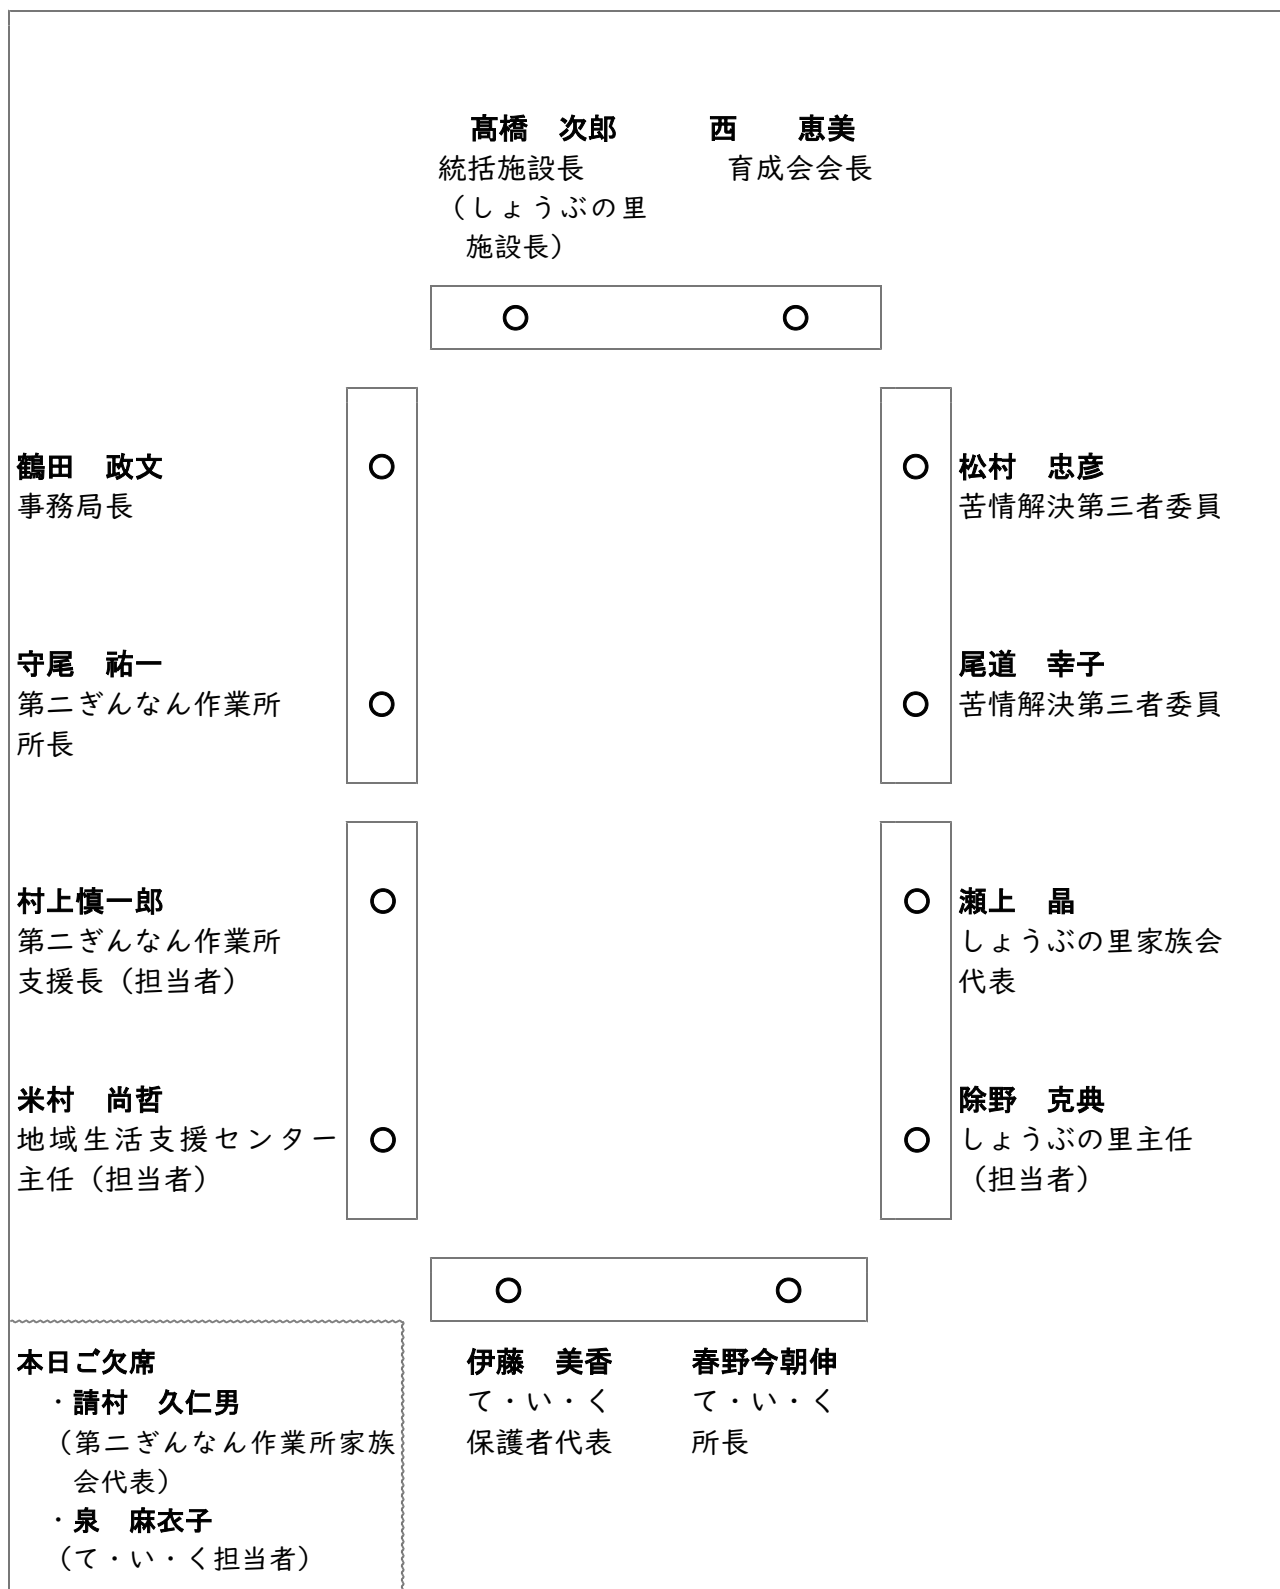 髙橋　次郎　　　西　　恵美
統括施設長　　　育成会会長
（しょうぶの里
施設長）
鶴田　政文
事務局長
松村　忠彦
苦情解決第三者委員
守尾　祐一
第二ぎんなん作業所
所長
尾道　幸子
苦情解決第三者委員
村上慎一郎
第二ぎんなん作業所
支援長（担当者）
瀬上　晶
しょうぶの里家族会
代表
米村　尚哲
地域生活支援センター
主任（担当者）
除野　克典
しょうぶの里主任
（担当者）
伊藤　美香
て・い・く
保護者代表
春野今朝伸
て・い・く
所長
本日ご欠席
・請村　久仁男
（第二ぎんなん作業所家族
会代表）
・泉　麻衣子
（て・い・く担当者）